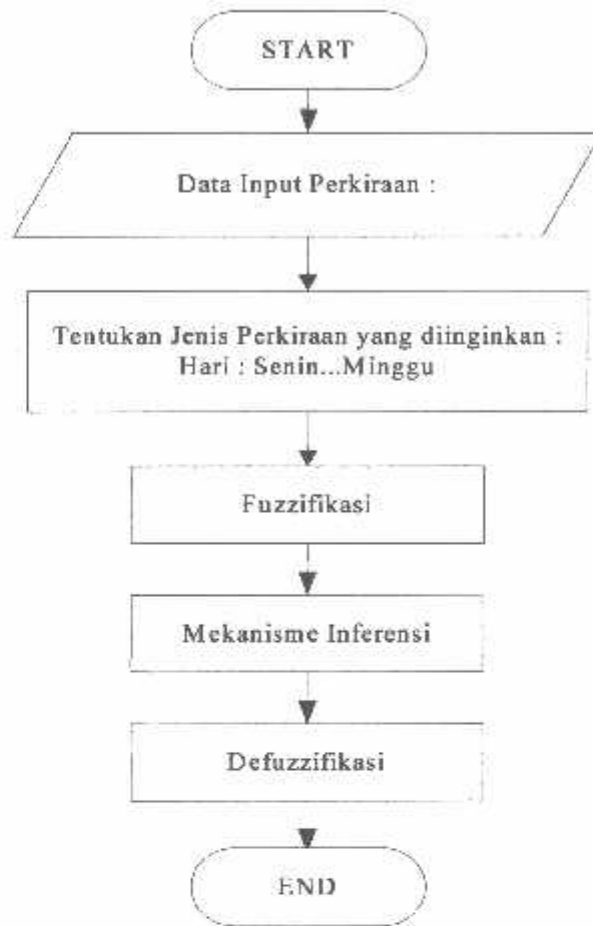 START
Data Input Perkiraan :
Tentukan Jenis Perkiraan yang diinginkan :
Hari : Senin...Minggu
Fuzzifikasi
Mekanisme Inferensi
Defuzzifikasi
END